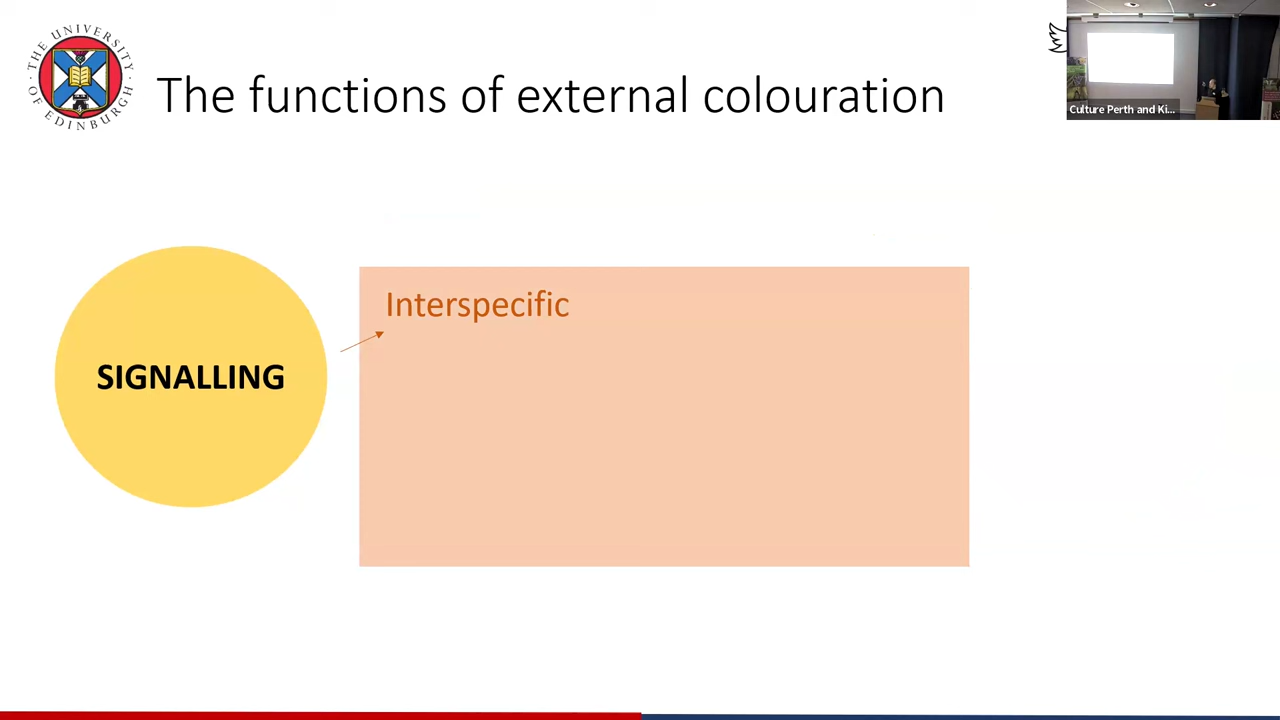 THE UNIVERSITY OF EDINBURGH
The functions of external colouration
Culture Perth and Ki...
Interspecific
SIGNALLING